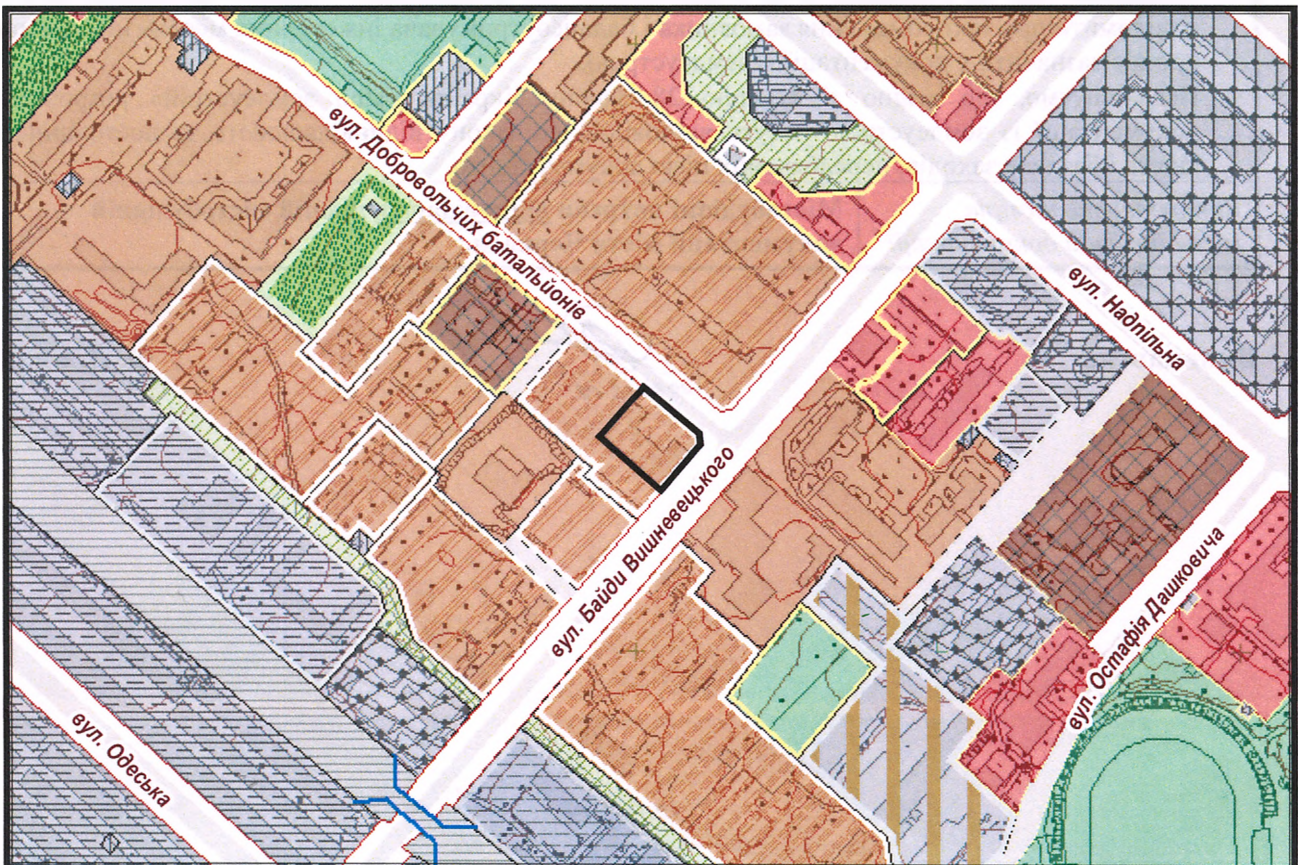 вул. Добровольчих батальйонів
вул. Надпільна
вул. Байди Вишневецького
вул. Остафія Дашковича
вул. Одеська